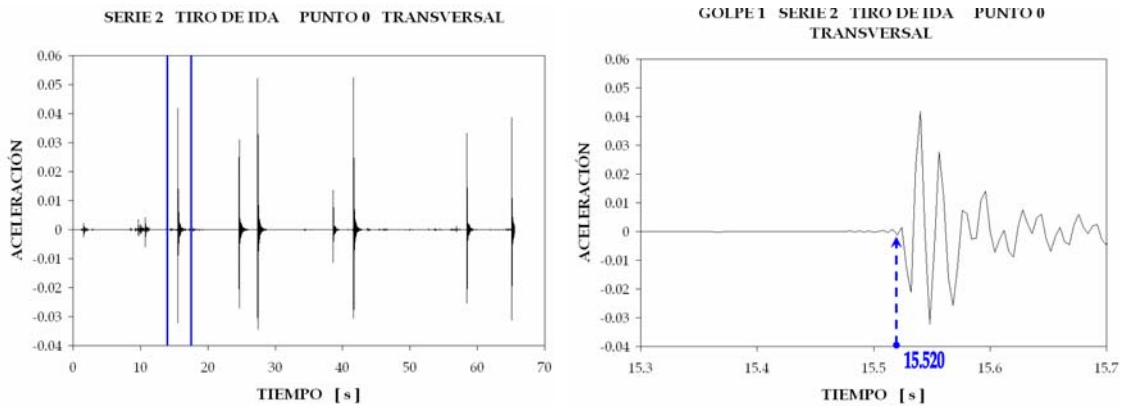 SERIE 2 TIRO DE IDA PUNTO 0 TRANSVERSAL
ACELERACIÓN
0.06
0.05
0.04
0.03
0.02
0.01
0
-0.01
-0.02
-0.03
-0.04
0 10 20 30 40 50 60 70
TIEMPO [ s ]
GOLPE 1 SERIE 2 TIRO DE IDA PUNTO 0
TRANSVERSAL
ACELERACIÓN
0.06
0.05
0.04
0.03
0.02
0.01
0
-0.01
-0.02
-0.03
-0.04
15.520
15.3 15.4 15.5 15.6 15.7
TIEMPO [ s ]